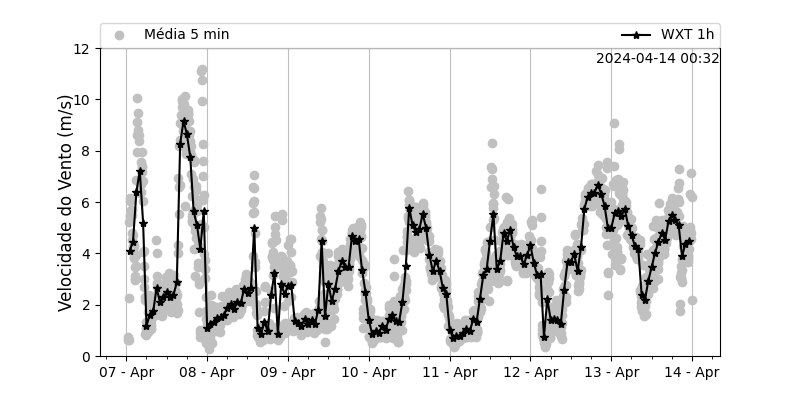 Média 5 min
WXT 1h
2024-04-14 00:32
Velocidade do Vento (m/s)
12
10
8
6
4
2
0
07 - Apr
08 - Apr
09 - Apr
10 - Apr
11 - Apr
12 - Apr
13 - Apr
14 - Apr